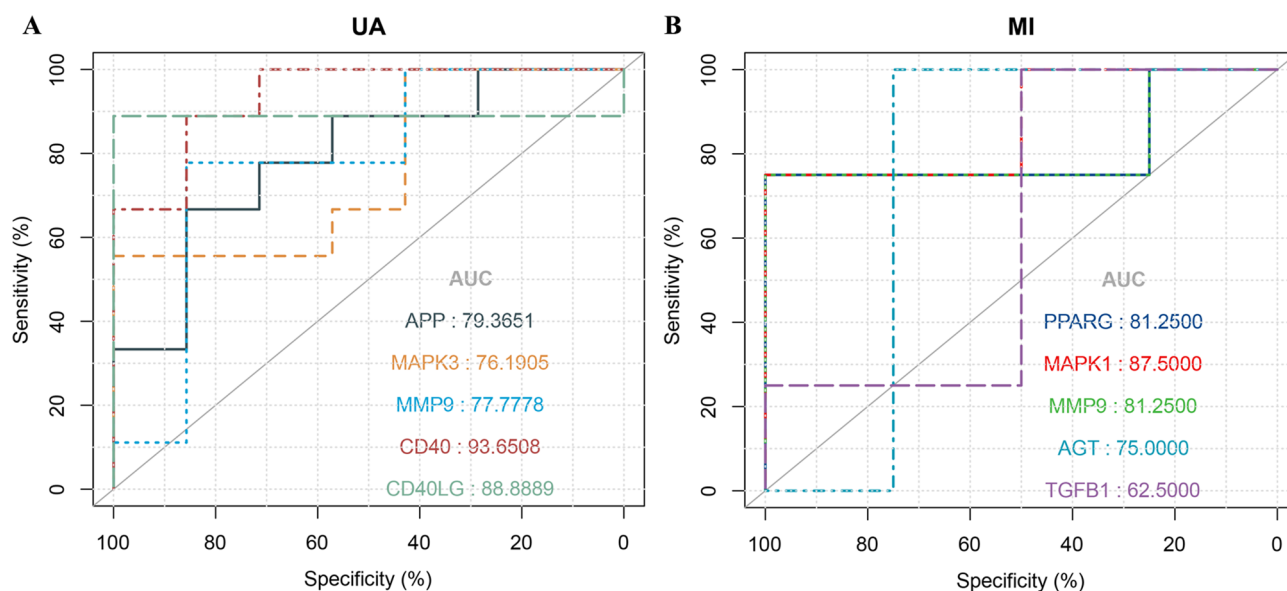 A
UA
Sensitivity (%)
100
80
60
40
20
0
AUC
APP : 79.3651
MAPK3 : 76.1905
MMP9 : 77.7778
CD40 : 93.6508
CD40LG : 88.8889
100
80
60
40
20
0
Specificity (%)
B
MI
Sensitivity (%)
100
80
60
40
20
0
AUC
PPARG : 81.2500
MAPK1 : 87.5000
MMP9 : 81.2500
AGT : 75.0000
TGFB1 : 62.5000
100
80
60
40
20
0
Specificity (%)